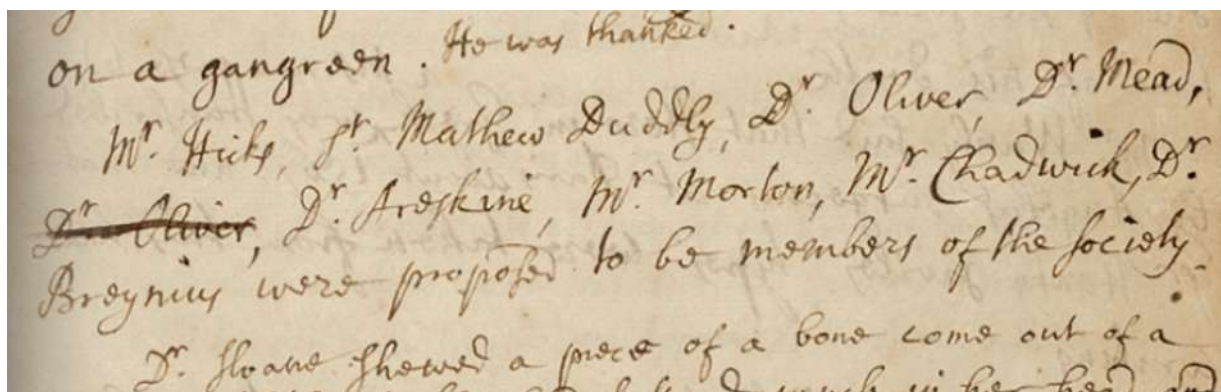 on a gangreen. He was thanked.
Mr. Hicks, Sr. Mathew Duddly, Dr. Oliver, Dr. Mead,
Dr Oliver, Dr. Areskine, Mr. Morton, Mr. Chadwick, Dr.
Breynius were proposed to be members of the society.
Dr. Sloane shewed a piece of a bone come out of a